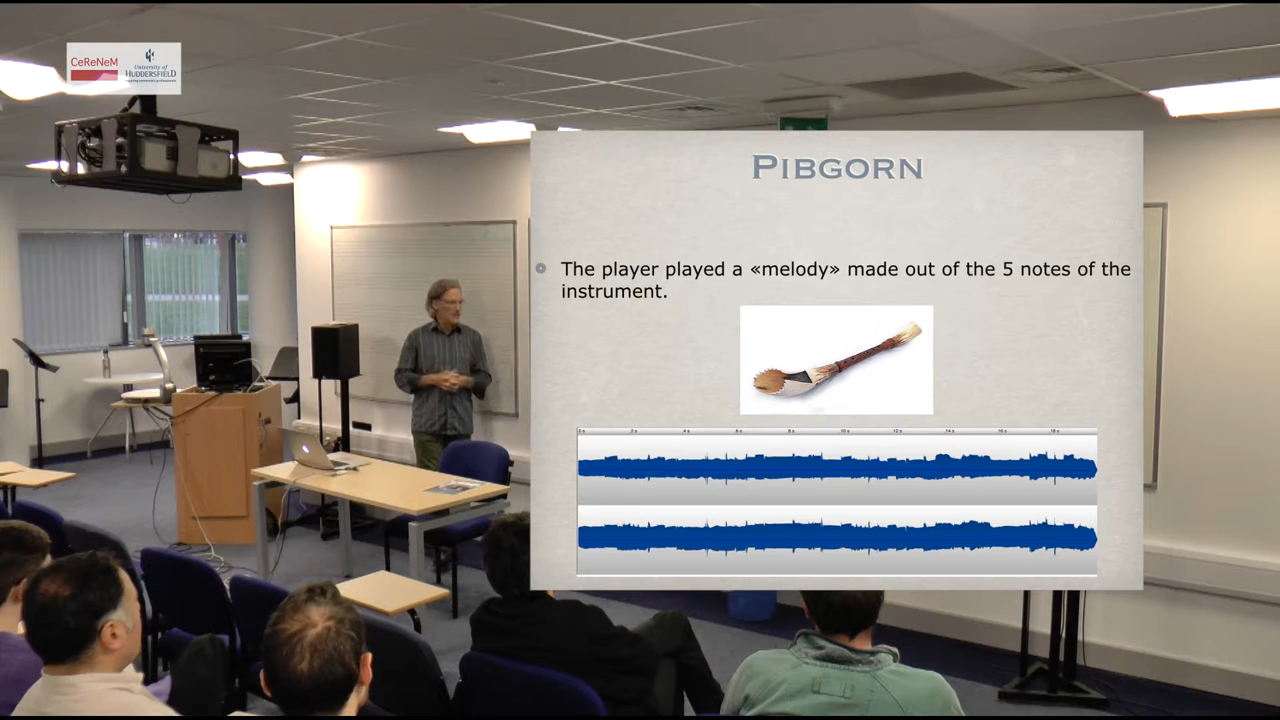 CeReNeM
University of
HUDDERSFIELD
PIBGORN
The player played a «melody» made out of the 5 notes of the
instrument.